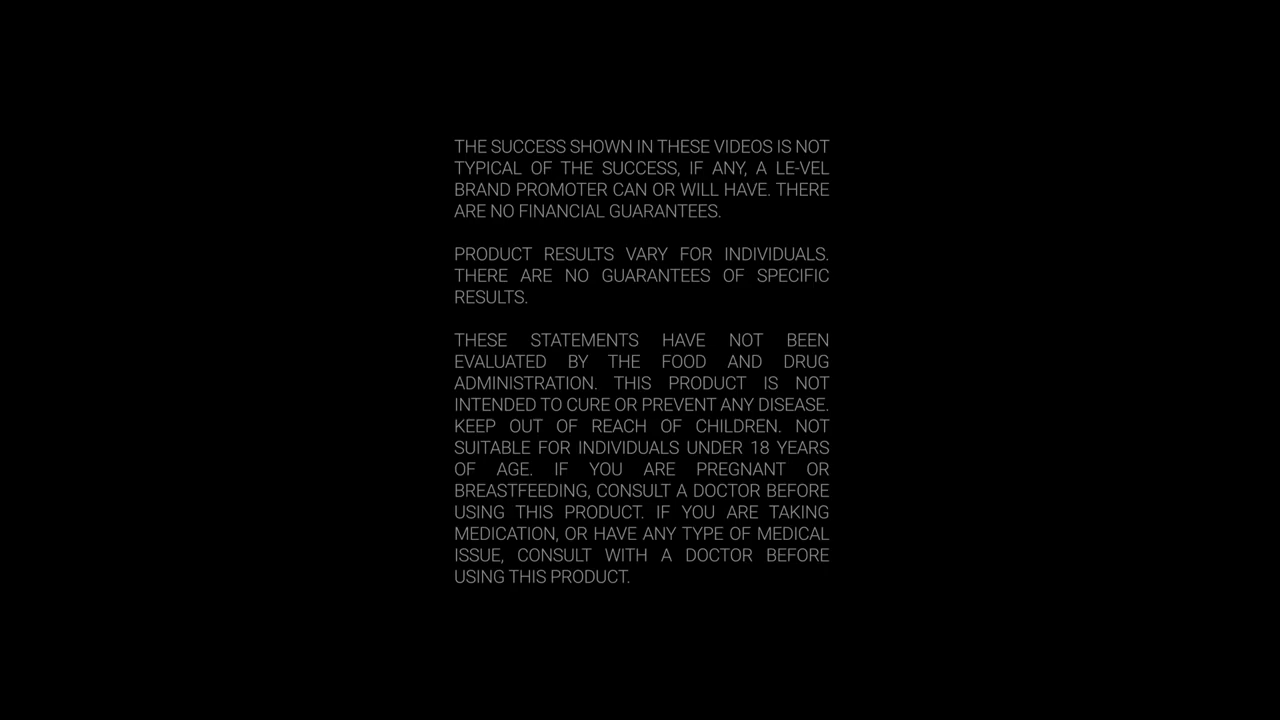 THE SUCCESS SHOWN IN THESE VIDEOS IS NOT
TYPICAL OF THE SUCCESS, IF ANY, A LE-VEL
BRAND PROMOTER CAN OR WILL HAVE. THERE
ARE NO FINANCIAL GUARANTEES.
PRODUCT RESULTS VARY FOR INDIVIDUALS.
THERE ARE NO GUARANTEES OF SPECIFIC
RESULTS.
THESE STATEMENTS HAVE NOT BEEN
EVALUATED BY THE FOOD AND DRUG
ADMINISTRATION. THIS PRODUCT IS NOT
INTENDED TO CURE OR PREVENT ANY DISEASE.
KEEP OUT OF REACH OF CHILDREN. NOT
SUITABLE FOR INDIVIDUALS UNDER 18 YEARS
OF AGE. IF YOU ARE PREGNANT OR
BREASTFEEDING, CONSULT A DOCTOR BEFORE
USING THIS PRODUCT. IF YOU ARE TAKING
MEDICATION, OR HAVE ANY TYPE OF MEDICAL
ISSUE, CONSULT WITH A DOCTOR BEFORE
USING THIS PRODUCT.